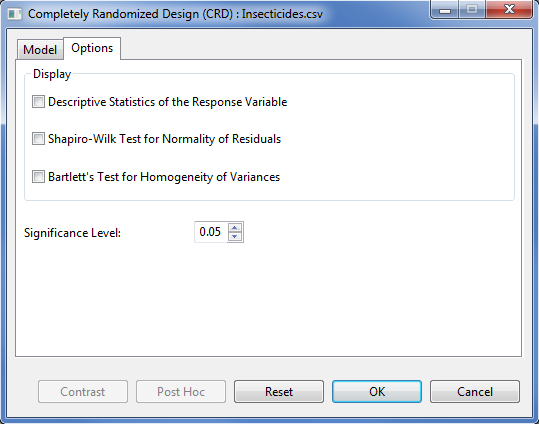 Completely Randomized Design (CRD) : Insecticides.csv
Model Options
Display
Descriptive Statistics of the Response Variable
Shapiro-Wilk Test for Normality of Residuals
Bartlett's Test for Homogeneity of Variances
Significance Level: 0.05
Contrast Post Hoc Reset OK Cancel